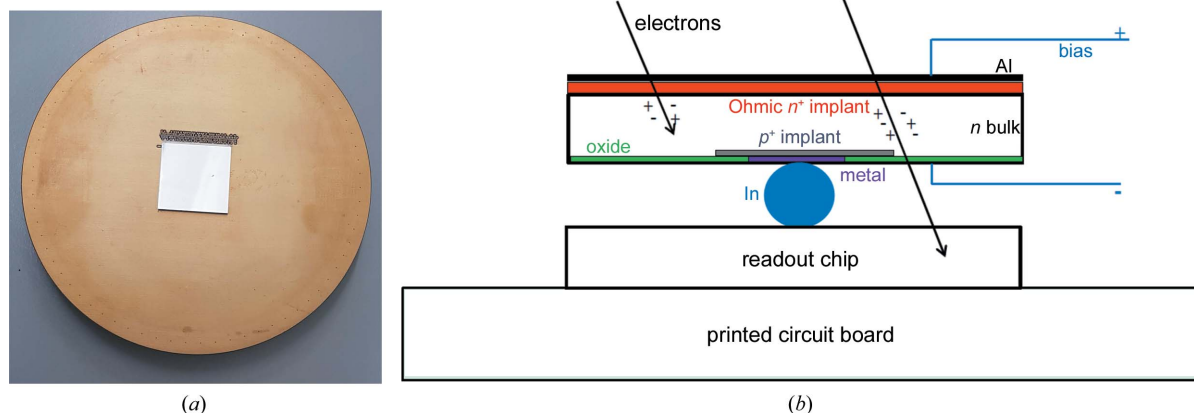 electrons
+
bias
Al
Ohmic n+ implant
n bulk
p+ implant
oxide
metal
In
-
readout chip
printed circuit board
(a)
(b)